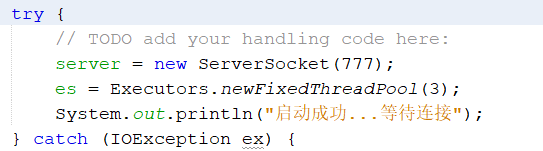 try {
// TODO add your handling code here:
server = new ServerSocket(777);
es = Executors.newFixedThreadPool(3);
System.out.println("启动成功...等待连接");
} catch (IOException ex) {